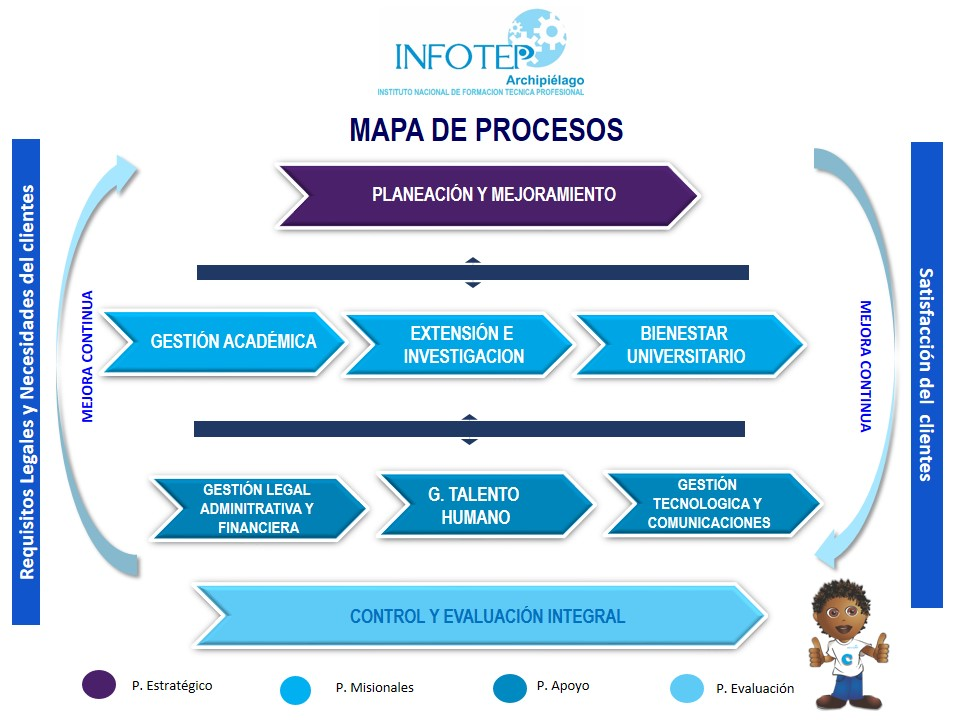 INFOTEP
Archipiélago
INSTITUTO NACIONAL DE FORMACION TECNICA PROFESIONAL
MAPA DE PROCESOS
Requisitos Legales y Necesidades del clientes
MEJORA CONTINUA
PLANEACIÓN Y MEJORAMIENTO
GESTIÓN ACADÉMICA
EXTENSIÓN E
INVESTIGACION
BIENESTAR
UNIVERSITARIO
GESTIÓN LEGAL
ADMINITRATIVA Y
FINANCIERA
G. TALENTO
HUMANO
GESTIÓN
TECNOLOGICA Y
COMUNICACIONES
CONTROL Y EVALUACIÓN INTEGRAL
MEJORA CONTINUA
Satisfacción del clientes
P. Estratégico
P. Misionales
P. Apoyo
P. Evaluación